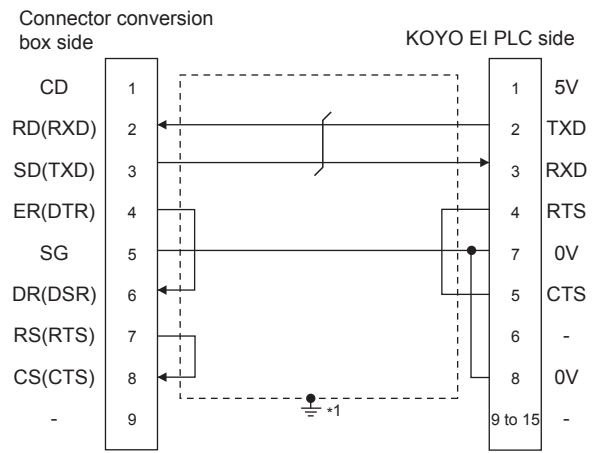 Connector conversion
box side
KOYO EI PLC side
CD 1 1 5V
RD(RXD) 2 2 TXD
SD(TXD) 3 3 RXD
ER(DTR) 4 4 RTS
SG 5 7 0V
DR(DSR) 6 5 CTS
RS(RTS) 7 6 -
CS(CTS) 8 8 0V
*1
- 9 9 to 15 -